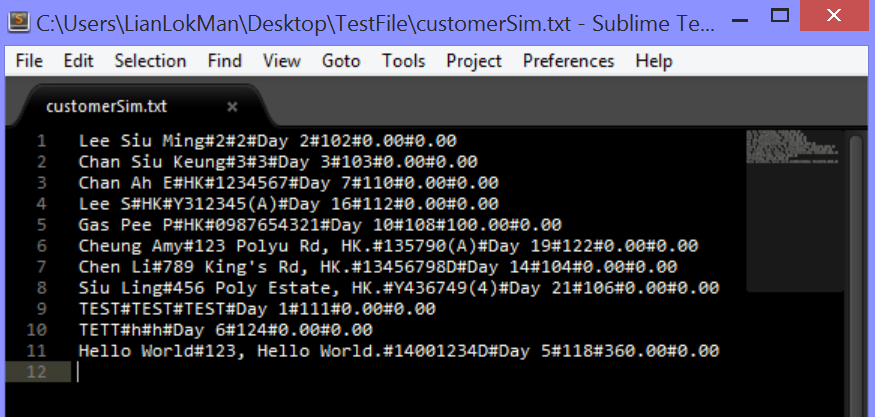 C:\Users\LianLokMan\Desktop\TestFile\customerSim.txt - Sublime Te...
File Edit Selection Find View Goto Tools Project Preferences Help
customerSim.txt ×
1 Lee Siu Ming#2#2#Day 2#102#0.00#0.00
2 Chan Siu Keung#3#3#Day 3#103#0.00#0.00
3 Chan Ah E#HK#1234567#Day 7#110#0.00#0.00
4 Lee S#HK#Y312345(A)#Day 16#112#0.00#0.00
5 Gas Pee P#HK#0987654321#Day 10#108#100.00#0.00
6 Cheung Amy#123 Polyu Rd, HK.#135790(A)#Day 19#122#0.00#0.00
7 Chen Li#789 King's Rd, HK.#13456798D#Day 14#104#0.00#0.00
8 Siu Ling#456 Poly Estate, HK.#Y436749(4)#Day 21#106#0.00#0.00
9 TEST#TEST#TEST#Day 1#111#0.00#0.00
10 TETT#h#h#Day 6#124#0.00#0.00
11 Hello World#123, Hello World.#14001234D#Day 5#118#360.00#0.00
12